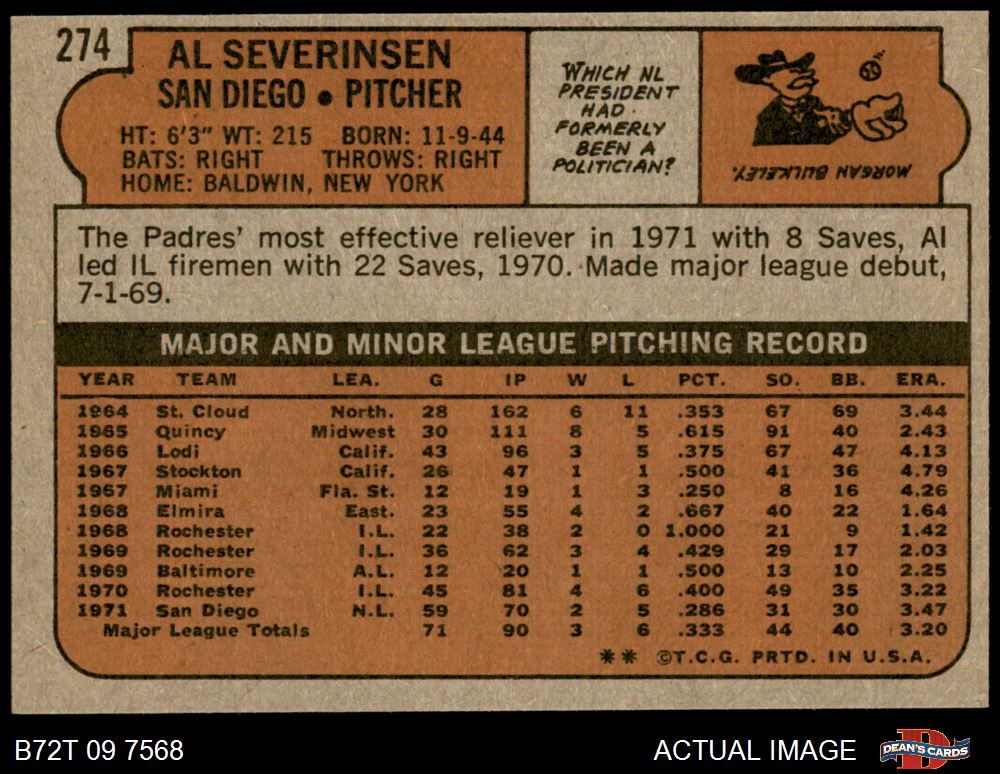 274
AL SEVERINSEN
SAN DIEGO • PITCHER
HT: 6'3" WT: 215 BORN: 11-9-44
BATS: RIGHT THROWS: RIGHT
HOME: BALDWIN, NEW YORK
WHICH NL
PRESIDENT
HAD
FORMERLY
BEEN A
POLITICIAN?
MORGAN BULKELEY.
The Padres' most effective reliever in 1971 with 8 Saves, Al
led IL firemen with 22 Saves, 1970. Made major league debut,
7-1-69.
MAJOR AND MINOR LEAGUE PITCHING RECORD
YEAR TEAM LEA. G IP W L PCT. SO. BB. ERA.
1964 St. Cloud North. 28 162 6 11 .353 67 69 3.44
1965 Quincy Midwest 30 111 8 5 .615 91 40 2.43
1966 Lodi Calif. 43 96 3 5 .375 67 47 4.13
1967 Stockton Calif. 26 47 1 1 .500 41 36 4.79
1967 Miami Fla. St. 12 19 1 3 .250 8 16 4.26
1968 Elmira East. 23 55 4 2 .667 40 22 1.64
1968 Rochester I.L. 22 38 2 0 1.000 21 9 1.42
1969 Rochester I.L. 36 62 3 4 .429 29 17 2.03
1969 Baltimore A.L. 12 20 1 1 .500 13 10 2.25
1970 Rochester I.L. 45 81 4 6 .400 49 35 3.22
1971 San Diego N.L. 59 70 2 5 .286 31 30 3.47
Major League Totals 71 90 3 6 .333 44 40 3.20
** ©T.C.G. PRTD. IN U.S.A.
B72T 09 7568
ACTUAL IMAGE
DEAN'S CARDS